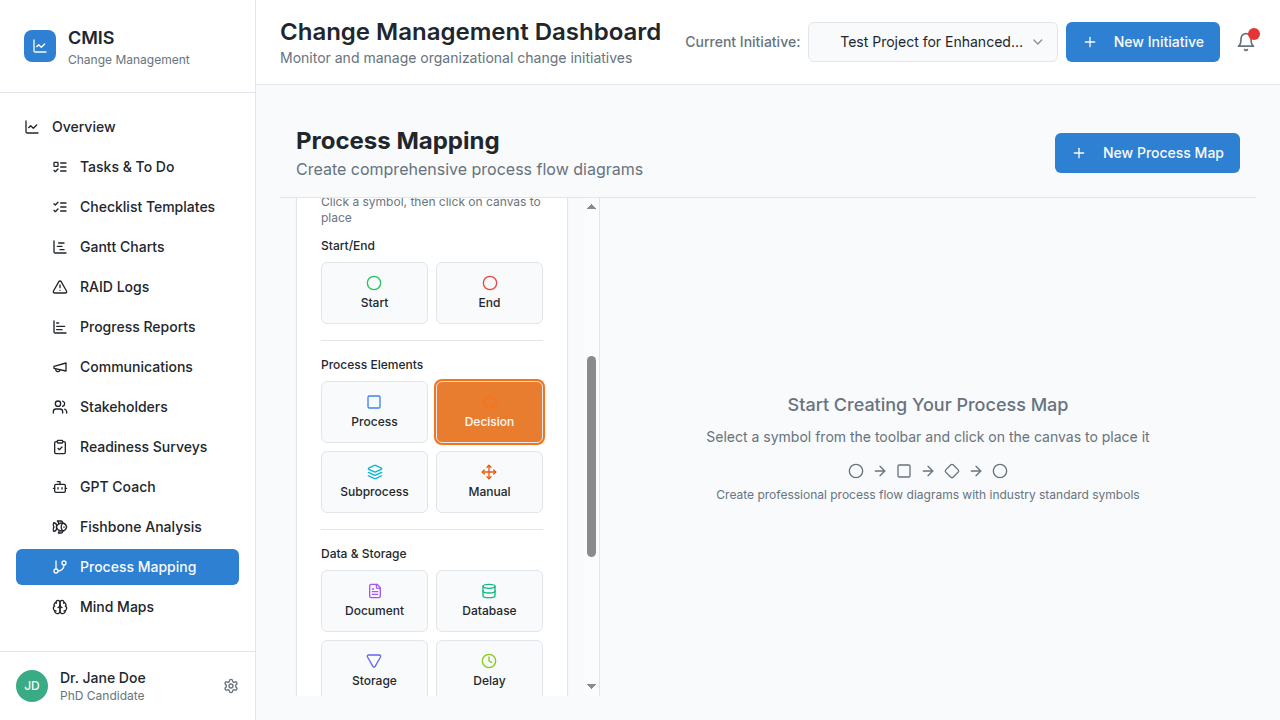 CMIS
Change Management
Overview
Tasks & To Do
Checklist Templates
Gantt Charts
RAID Logs
Progress Reports
Communications
Stakeholders
Readiness Surveys
GPT Coach
Fishbone Analysis
Process Mapping
Mind Maps
JD
Dr. Jane Doe
PhD Candidate
Change Management Dashboard
Monitor and manage organizational change initiatives
Current Initiative:
Test Project for Enhanced...
New Initiative
Process Mapping
Create comprehensive process flow diagrams
New Process Map
Click a symbol, then click on canvas to
place
Start/End
Start
End
Process Elements
Process
Decision
Subprocess
Manual
Data & Storage
Document
Database
Storage
Delay
Start Creating Your Process Map
Select a symbol from the toolbar and click on the canvas to place it
Create professional process flow diagrams with industry standard symbols